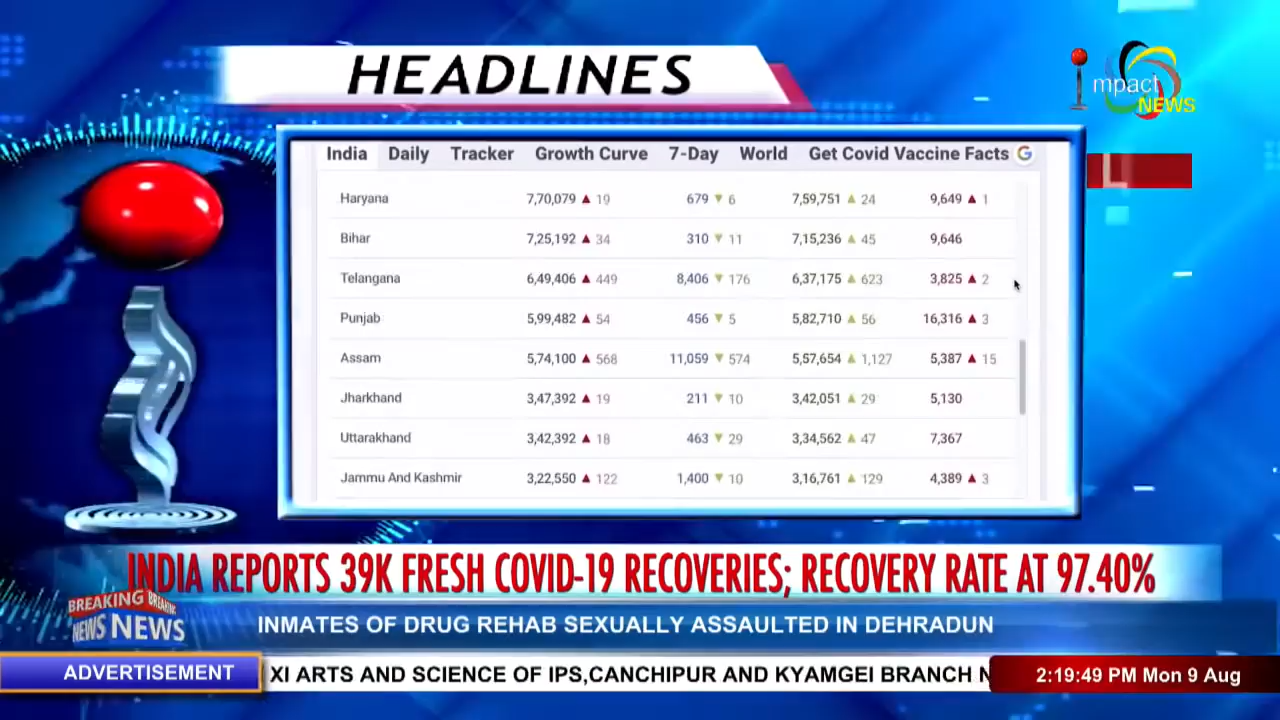 HEADLINES
impact
NEWS
L
India Daily Tracker Growth Curve 7-Day World Get Covid Vaccine Facts G
Haryana 7,70,079 ▲ 19 679 ▼ 6 7,59,751 ▲ 24 9,649 ▲ 1
Bihar 7,25,192 ▲ 34 310 ▼ 11 7,15,236 ▲ 45 9,646
Telangana 6,49,406 ▲ 449 8,406 ▼ 176 6,37,175 ▲ 623 3,825 ▲ 2
Punjab 5,99,482 ▲ 54 456 ▼ 5 5,82,710 ▲ 56 16,316 ▲ 3
Assam 5,74,100 ▲ 568 11,059 ▼ 574 5,57,654 ▲ 1,127 5,387 ▲ 15
Jharkhand 3,47,392 ▲ 19 211 ▼ 10 3,42,051 ▲ 29 5,130
Uttarakhand 3,42,392 ▲ 18 463 ▼ 29 3,34,562 ▲ 47 7,367
Jammu And Kashmir 3,22,550 ▲ 122 1,400 ▼ 10 3,16,761 ▲ 129 4,389 ▲ 3
INDIA REPORTS 39K FRESH COVID-19 RECOVERIES; RECOVERY RATE AT 97.40%
BREAKING BREAKING
NEWS NEWS
INMATES OF DRUG REHAB SEXUALLY ASSAULTED IN DEHRADUN
ADVERTISEMENT XI ARTS AND SCIENCE OF IPS,CANCHIPUR AND KYAMGEI BRANCH N 2:19:49 PM Mon 9 Aug